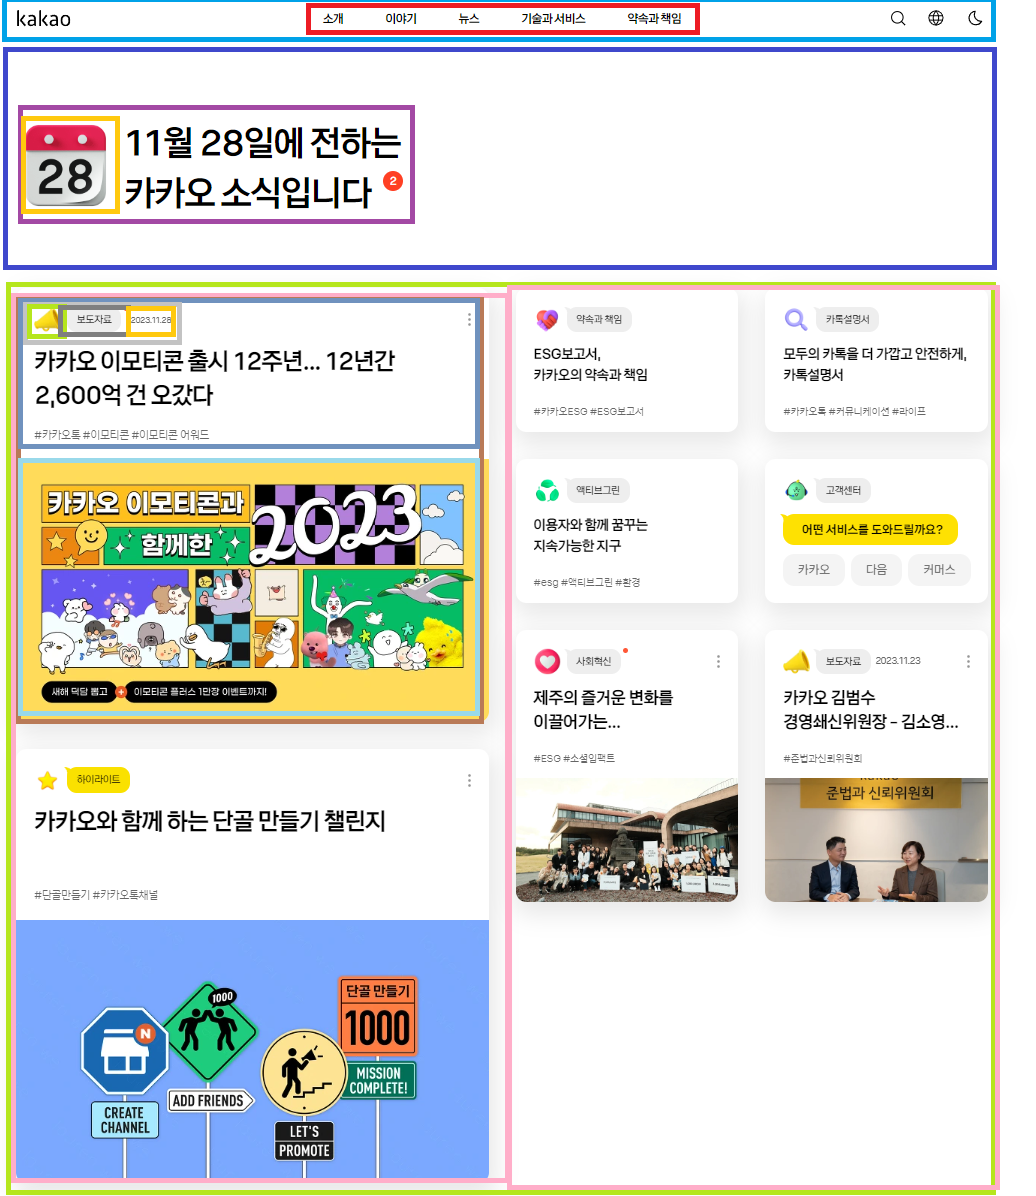 kakao
소개 이야기 뉴스 기술과 서비스 약속과 책임
28
11월 28일에 전하는
카카오 소식입니다 2
보도자료 2023.11.28
카카오 이모티콘 출시 12주년... 12년간
2,600억 건 오갔다
#카카오톡 #이모티콘 #이모티콘 어워드
카카오 이모티콘과
함께한 2023
새해 덕담 뽑고 + 이모티콘 플러스 1만장 이벤트까지!
하이라이트
카카오와 함께 하는 단골 만들기 챌린지
#단골만들기 #카카오톡채널
N
CREATE
CHANNEL
1000
ADD FRIENDS
LET'S
PROMOTE
단골 만들기
1000
MISSION
COMPLETE!
약속과 책임
ESG보고서,
카카오의 약속과 책임
#카카오ESG #ESG보고서
카톡설명서
모두의 카톡을 더 가깝고 안전하게,
카톡설명서
#카카오톡 #커뮤니케이션 #라이프
액티브그린
이용자와 함께 꿈꾸는
지속가능한 지구
#esg #액티브그린 #환경
고객센터
어떤 서비스를 도와드릴까요?
카카오 다음 커머스
사회혁신
제주의 즐거운 변화를
이끌어가는...
#ESG #소셜임팩트
보도자료 2023.11.23
카카오 김범수
경영쇄신위원장 - 김소영...
#준법과신뢰위원회
kakao
준법과 신뢰위원회